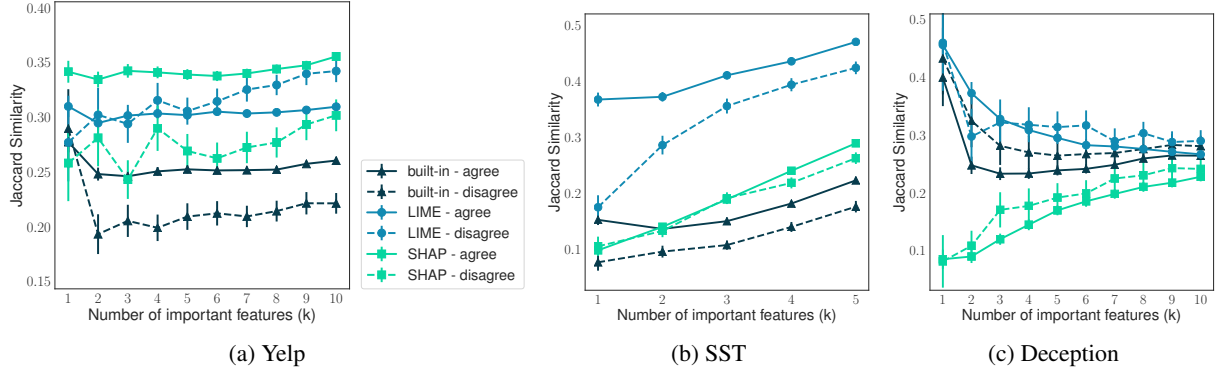 0.40
0.35
0.30
0.25
0.20
0.15
Jaccard Similarity
1 2 3 4 5 6 7 8 9 10
Number of important features (k)
built-in - agree
built-in - disagree
LIME - agree
LIME - disagree
SHAP - agree
SHAP - disagree
0.5
0.4
0.3
0.2
0.1
Jaccard Similarity
1 2 3 4 5
Number of important features (k)
0.5
0.4
0.3
0.2
0.1
Jaccard Similarity
1 2 3 4 5 6 7 8 9 10
Number of important features (k)
(a) Yelp
(b) SST
(c) Deception